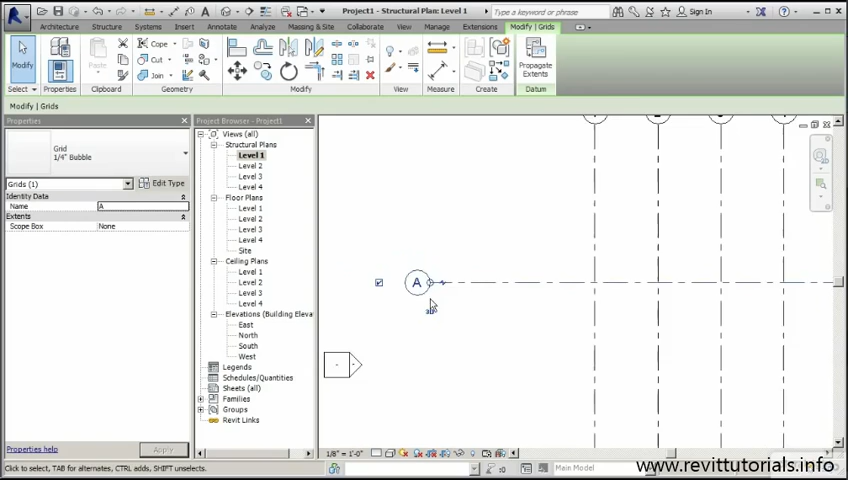 Project1 - Structural Plan: Level 1
Type a keyword or phrase
Sign In
Architecture
Structure
Systems
Insert
Annotate
Analyze
Massing & Site
Collaborate
View
Manage
Extensions
Modify | Grids
Modify
Properties
Paste
Cope
Cut
Join
Propagate
Extents
Select
Properties
Clipboard
Geometry
Modify
View
Measure
Create
Datum
Modify | Grids
Properties
Grid
1/4" Bubble
Grids (1)
Edit Type
Identity Data
Name
A
Extents
Scope Box
None
Properties help
Apply
Project Browser - Project1
Views (all)
Structural Plans
Level 1
Level 2
Level 3
Level 4
Floor Plans
Level 1
Level 2
Level 3
Level 4
Site
Ceiling Plans
Level 1
Level 2
Level 3
Level 4
Elevations (Building Eleva
East
North
South
West
Legends
Schedules/Quantities
Sheets (all)
Families
Groups
Revit Links
A
1/8" = 1'-0"
Click to select, TAB for alternates, CTRL adds, SHIFT unselects.
:0
Main Model
www.revittutorials.info